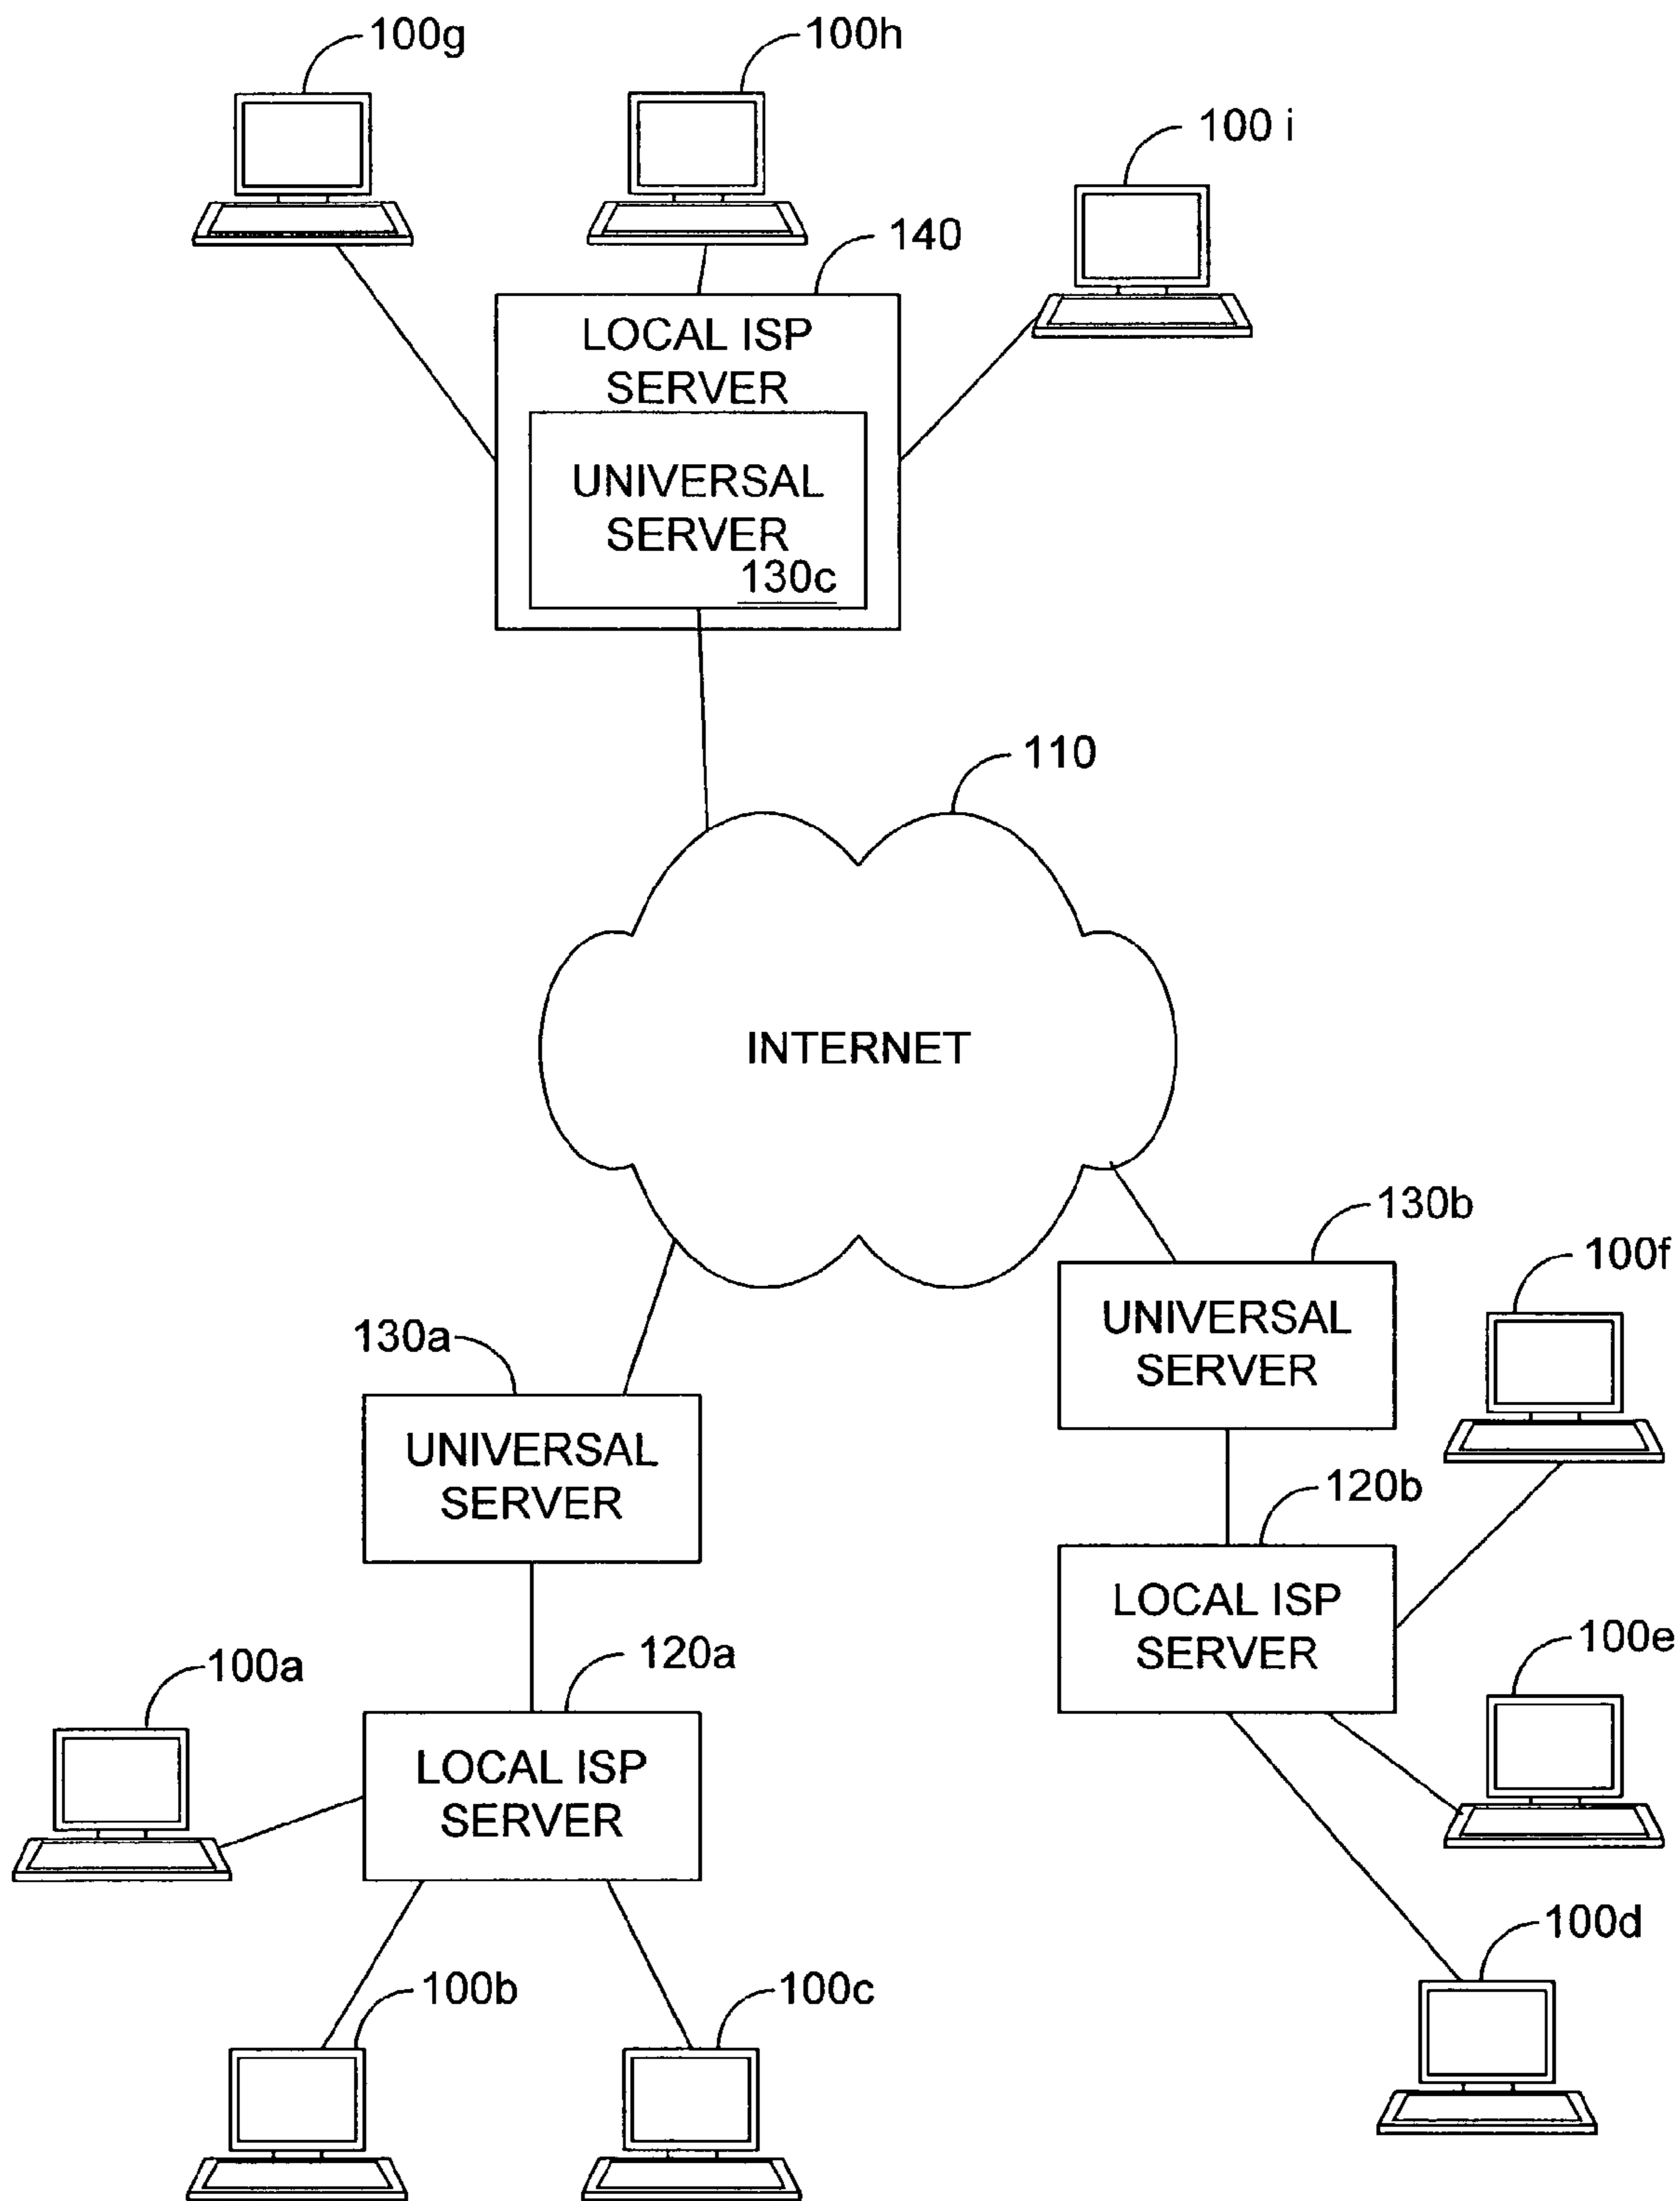 100g
100h
100 i
140
LOCAL ISP
SERVER
UNIVERSAL
SERVER
130c
110
INTERNET
130b
100f
UNIVERSAL
SERVER
130a
UNIVERSAL
SERVER
120b
LOCAL ISP
SERVER
100e
120a
100a
LOCAL ISP
SERVER
100d
100b
100c